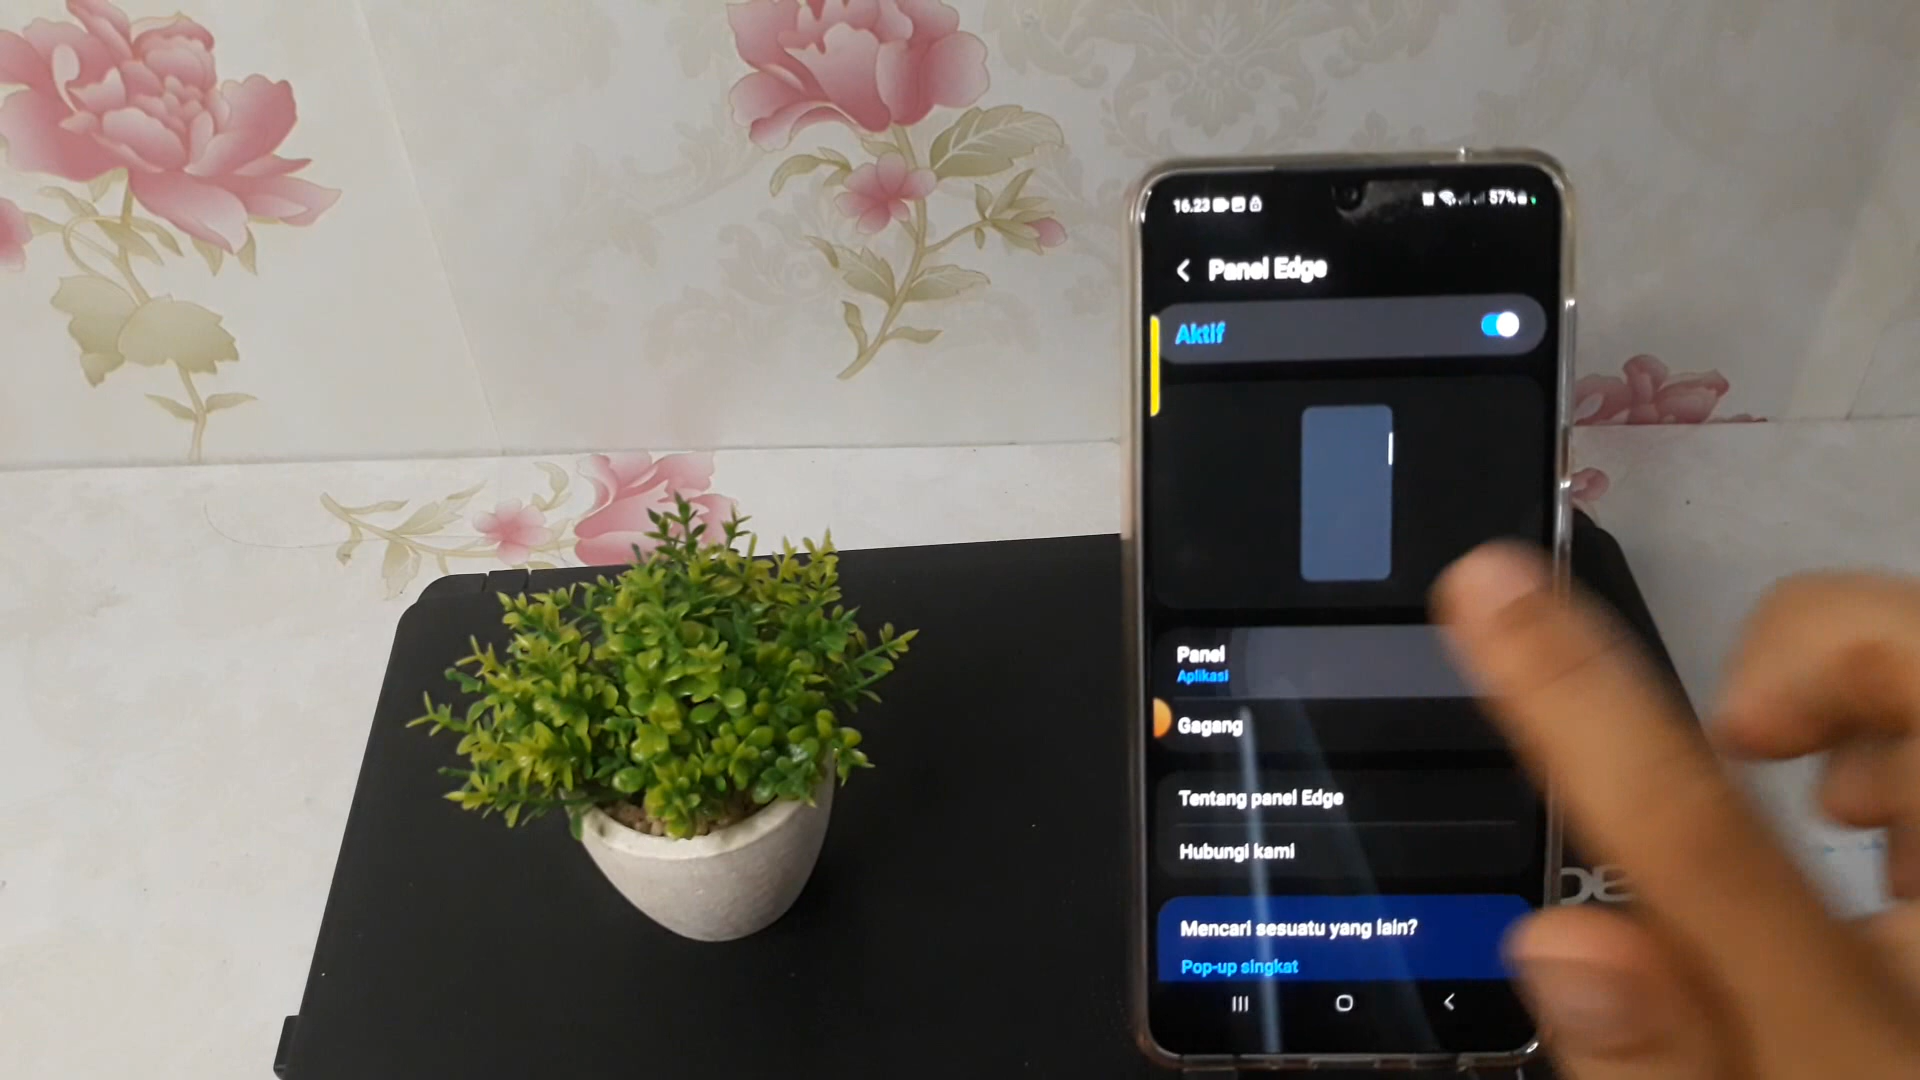 16.23 57%
Panel Edge
Aktif
Panel
Aplikasi
Gagang
Tentang panel Edge
Hubungi kami
Mencari sesuatu yang lain?
Pop-up singkat